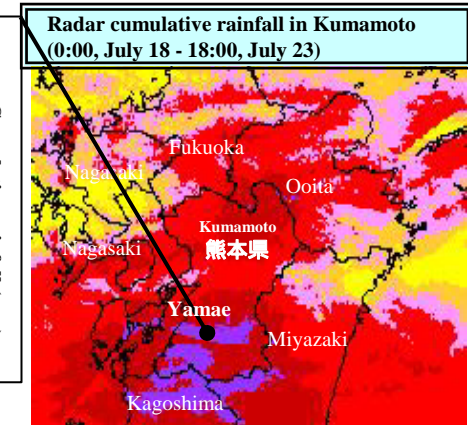 Radar cumulative rainfall in Kumamoto
(0:00, July 18 - 18:00, July 23)
Fukuoka
Nagasaki
Ooita
Kumamoto
熊本県
Nagasaki
Yamae
Miyazaki
Kagoshima